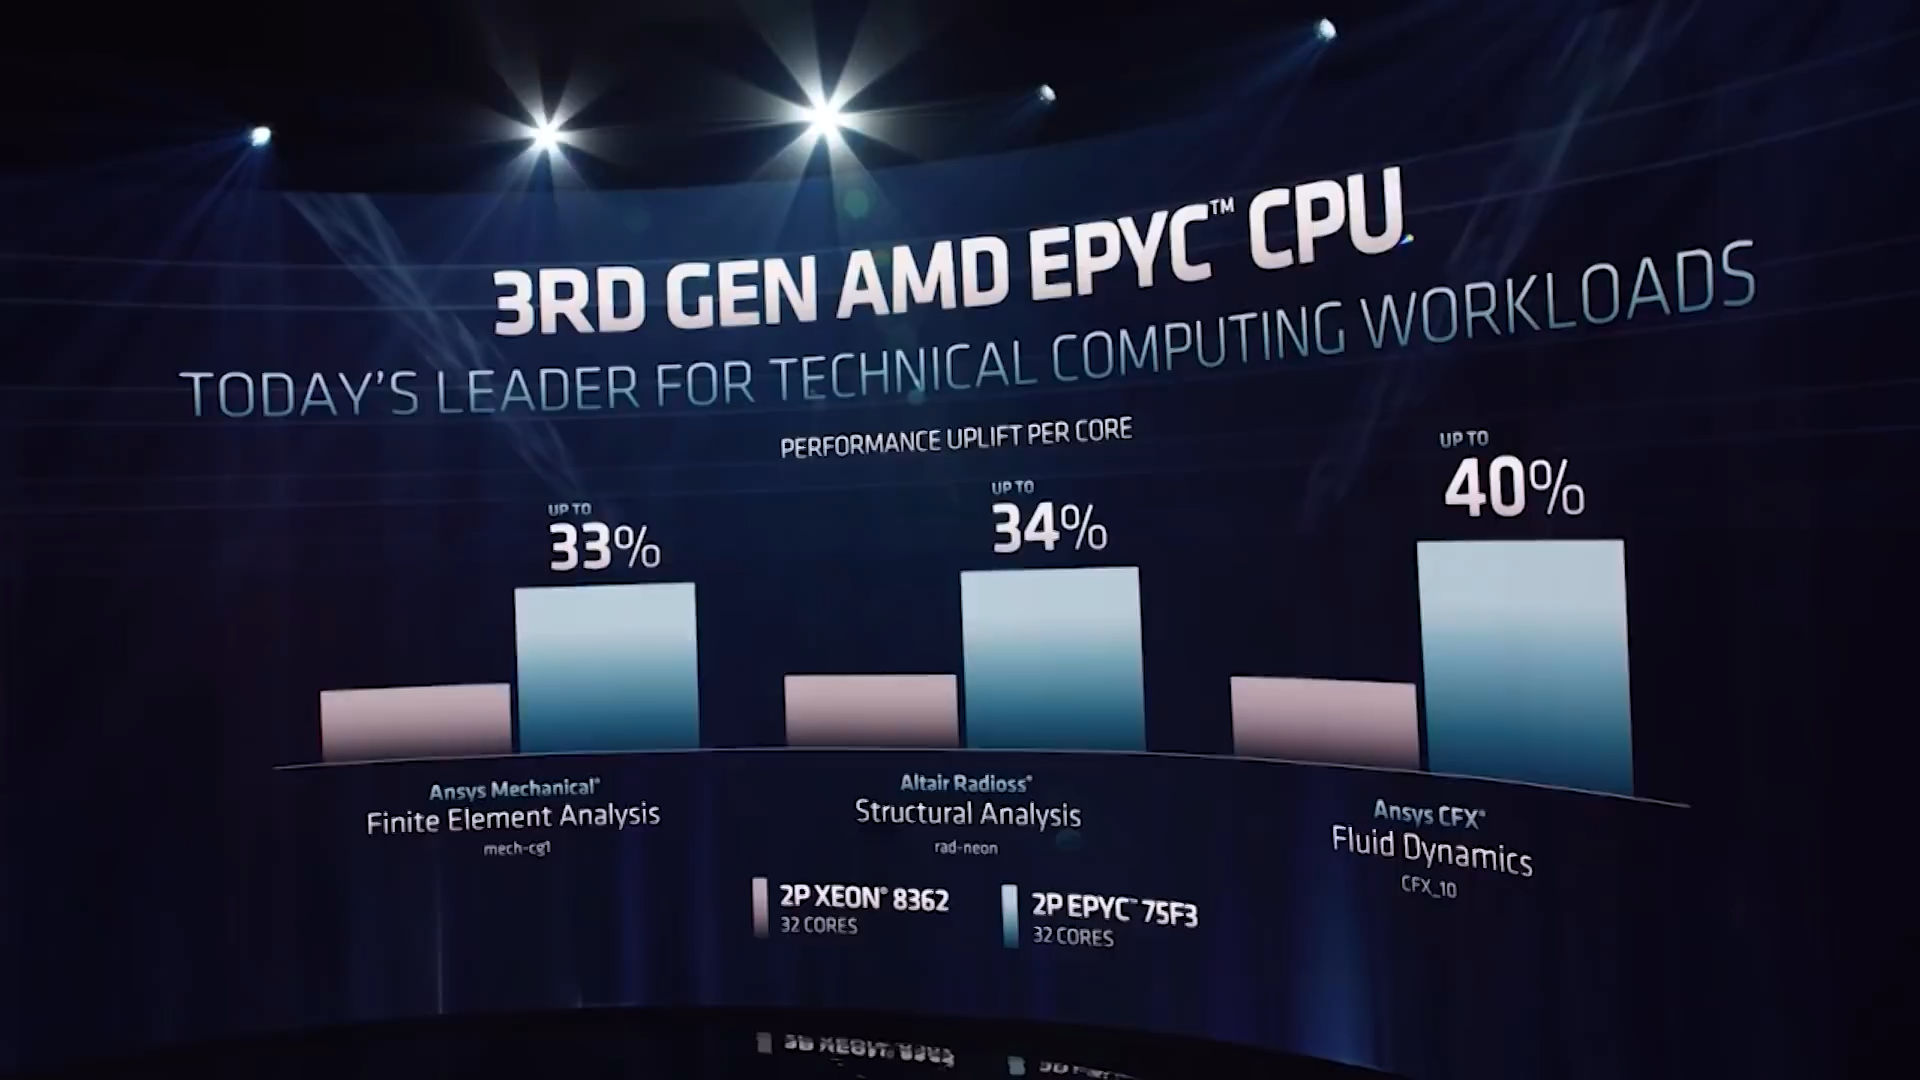 3RD GEN AMD EPYC™ CPU
TODAY'S LEADER FOR TECHNICAL COMPUTING WORKLOADS
PERFORMANCE UPLIFT PER CORE
UP TO
33%
UP TO
34%
UP TO
40%
Ansys Mechanical®
Finite Element Analysis
mech-cg1
Altair Radioss®
Structural Analysis
rad-neon
Ansys CFX®
Fluid Dynamics
CFX_10
2P XEON® 8362
32 CORES
2P EPYC™ 75F3
32 CORES